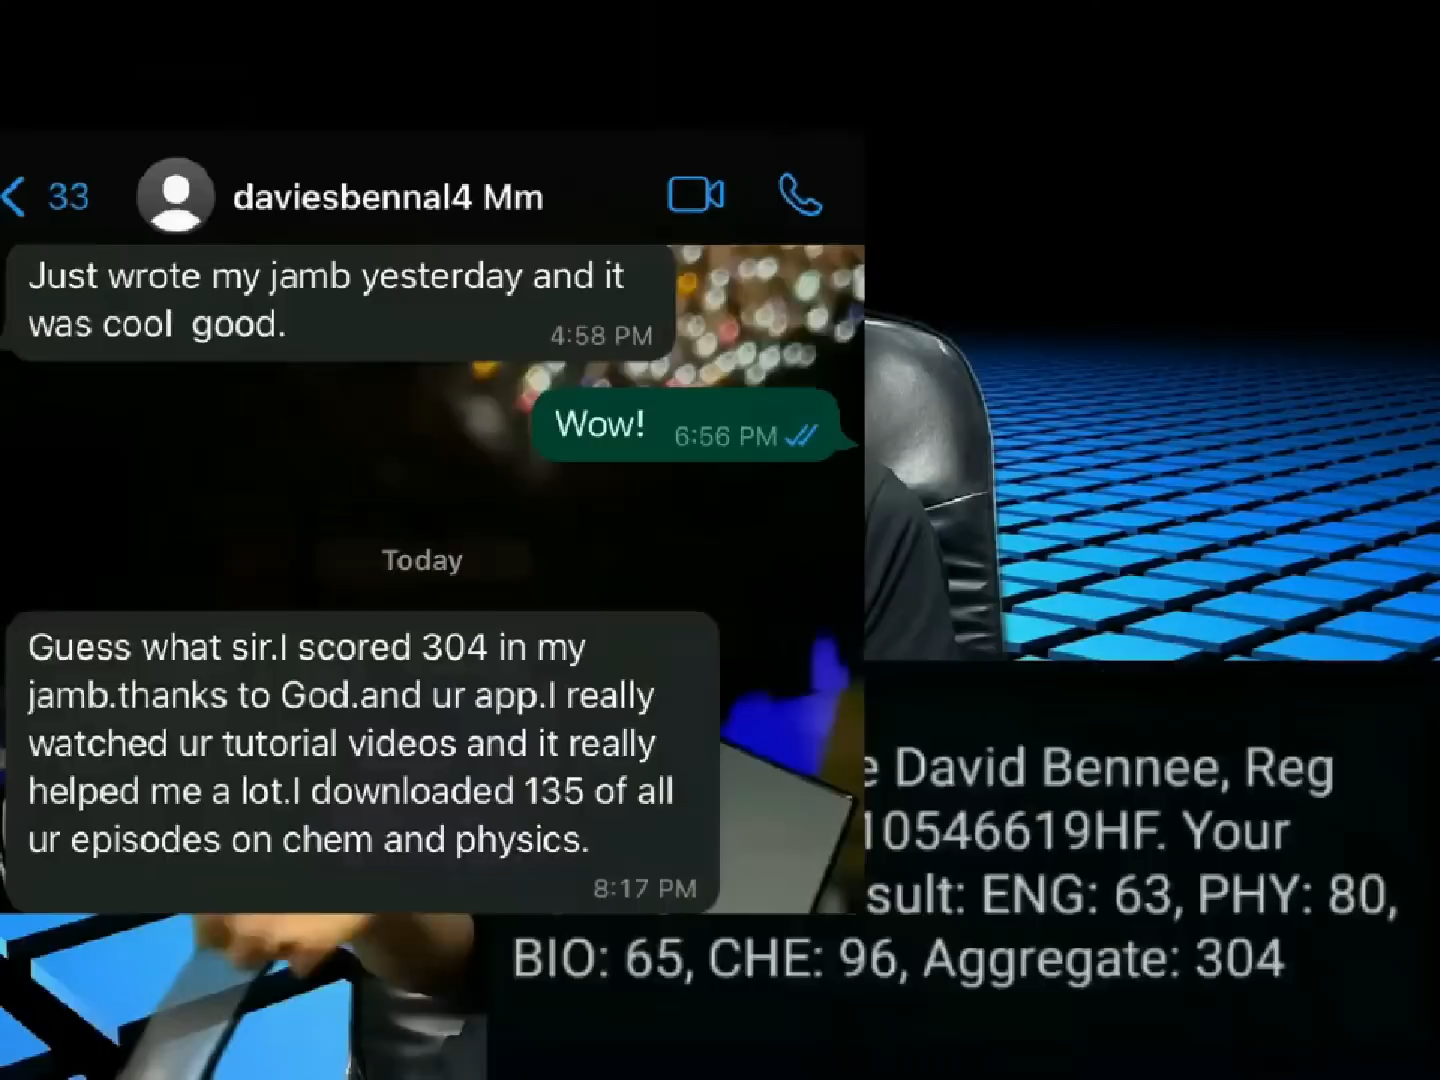 33
daviesbennal4 Mm
Just wrote my jamb yesterday and it
was cool  good.
4:58 PM
Wow!
6:56 PM
Today
Guess what sir.I scored 304 in my
jamb.thanks to God.and ur app.I really
watched ur tutorial videos and it really
helped me a lot.I downloaded 135 of all
ur episodes on chem and physics.
8:17 PM
David Bennee, Reg
10546619HF. Your
sult: ENG: 63, PHY: 80,
BIO: 65, CHE: 96, Aggregate: 304